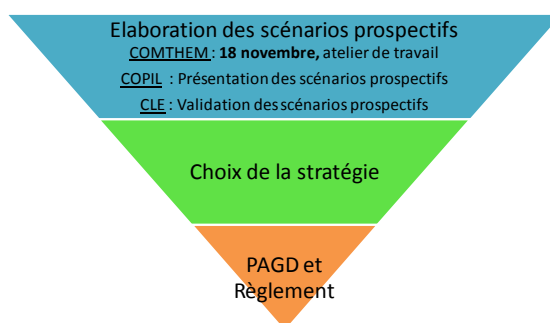 Elaboration des scénarios prospectifs
COMTHEM : 18 novembre, atelier de travail
COPIL : Présentation des scénarios prospectifs
CLE : Validation des scénarios prospectifs
Choix de la stratégie
PAGD et
Règlement